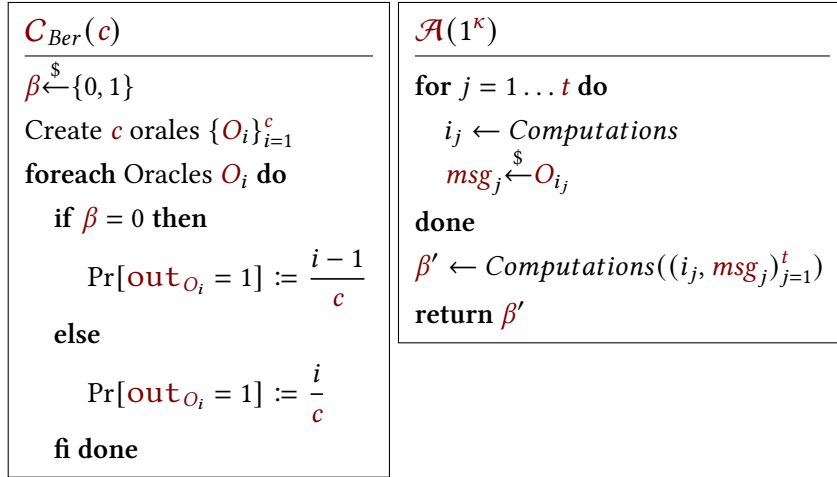 𝒞_Ber(c)
β ←$ {0, 1}
Create c orales {O_i}_{i=1}^c
foreach Oracles O_i do
if β = 0 then
Pr[out_{O_i} = 1] := (i − 1)/c
else
Pr[out_{O_i} = 1] := i/c
fi done
𝒜(1^κ)
for j = 1 … t do
i_j ← Computations
msg_j ←$ O_{i_j}
done
β′ ← Computations((i_j, msg_j)_{j=1}^t)
return β′